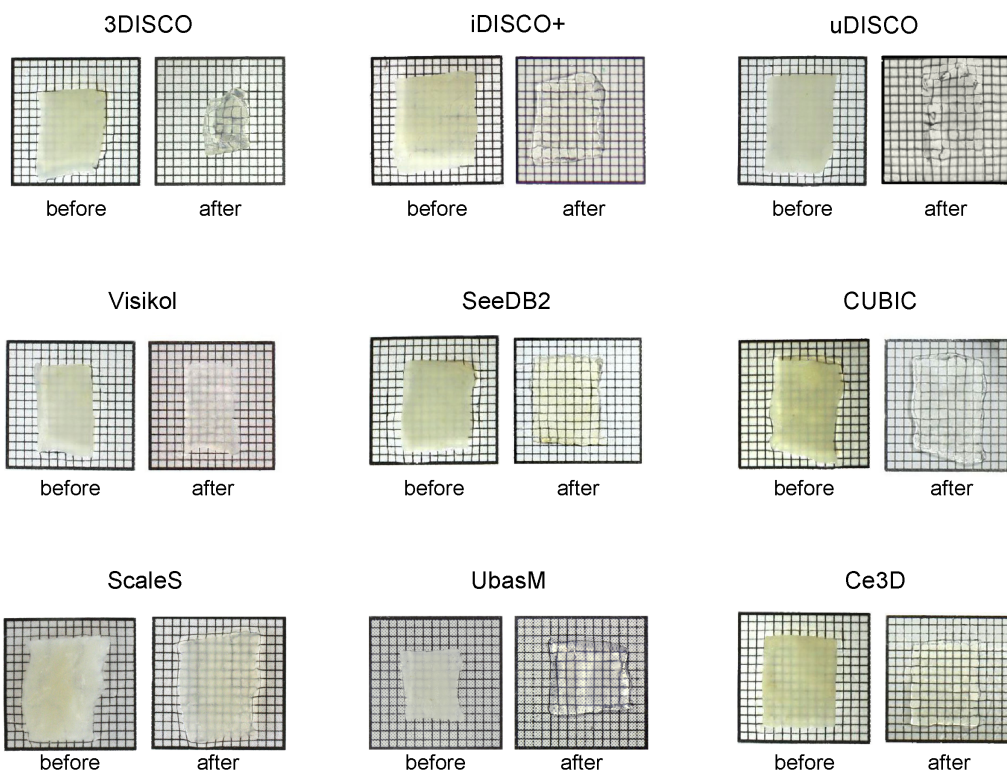 3DISCO iDISCO+ uDISCO
before after before after before after
Visikol SeeDB2 CUBIC
before after before after before after
ScaleS UbasM Ce3D
before after before after before after